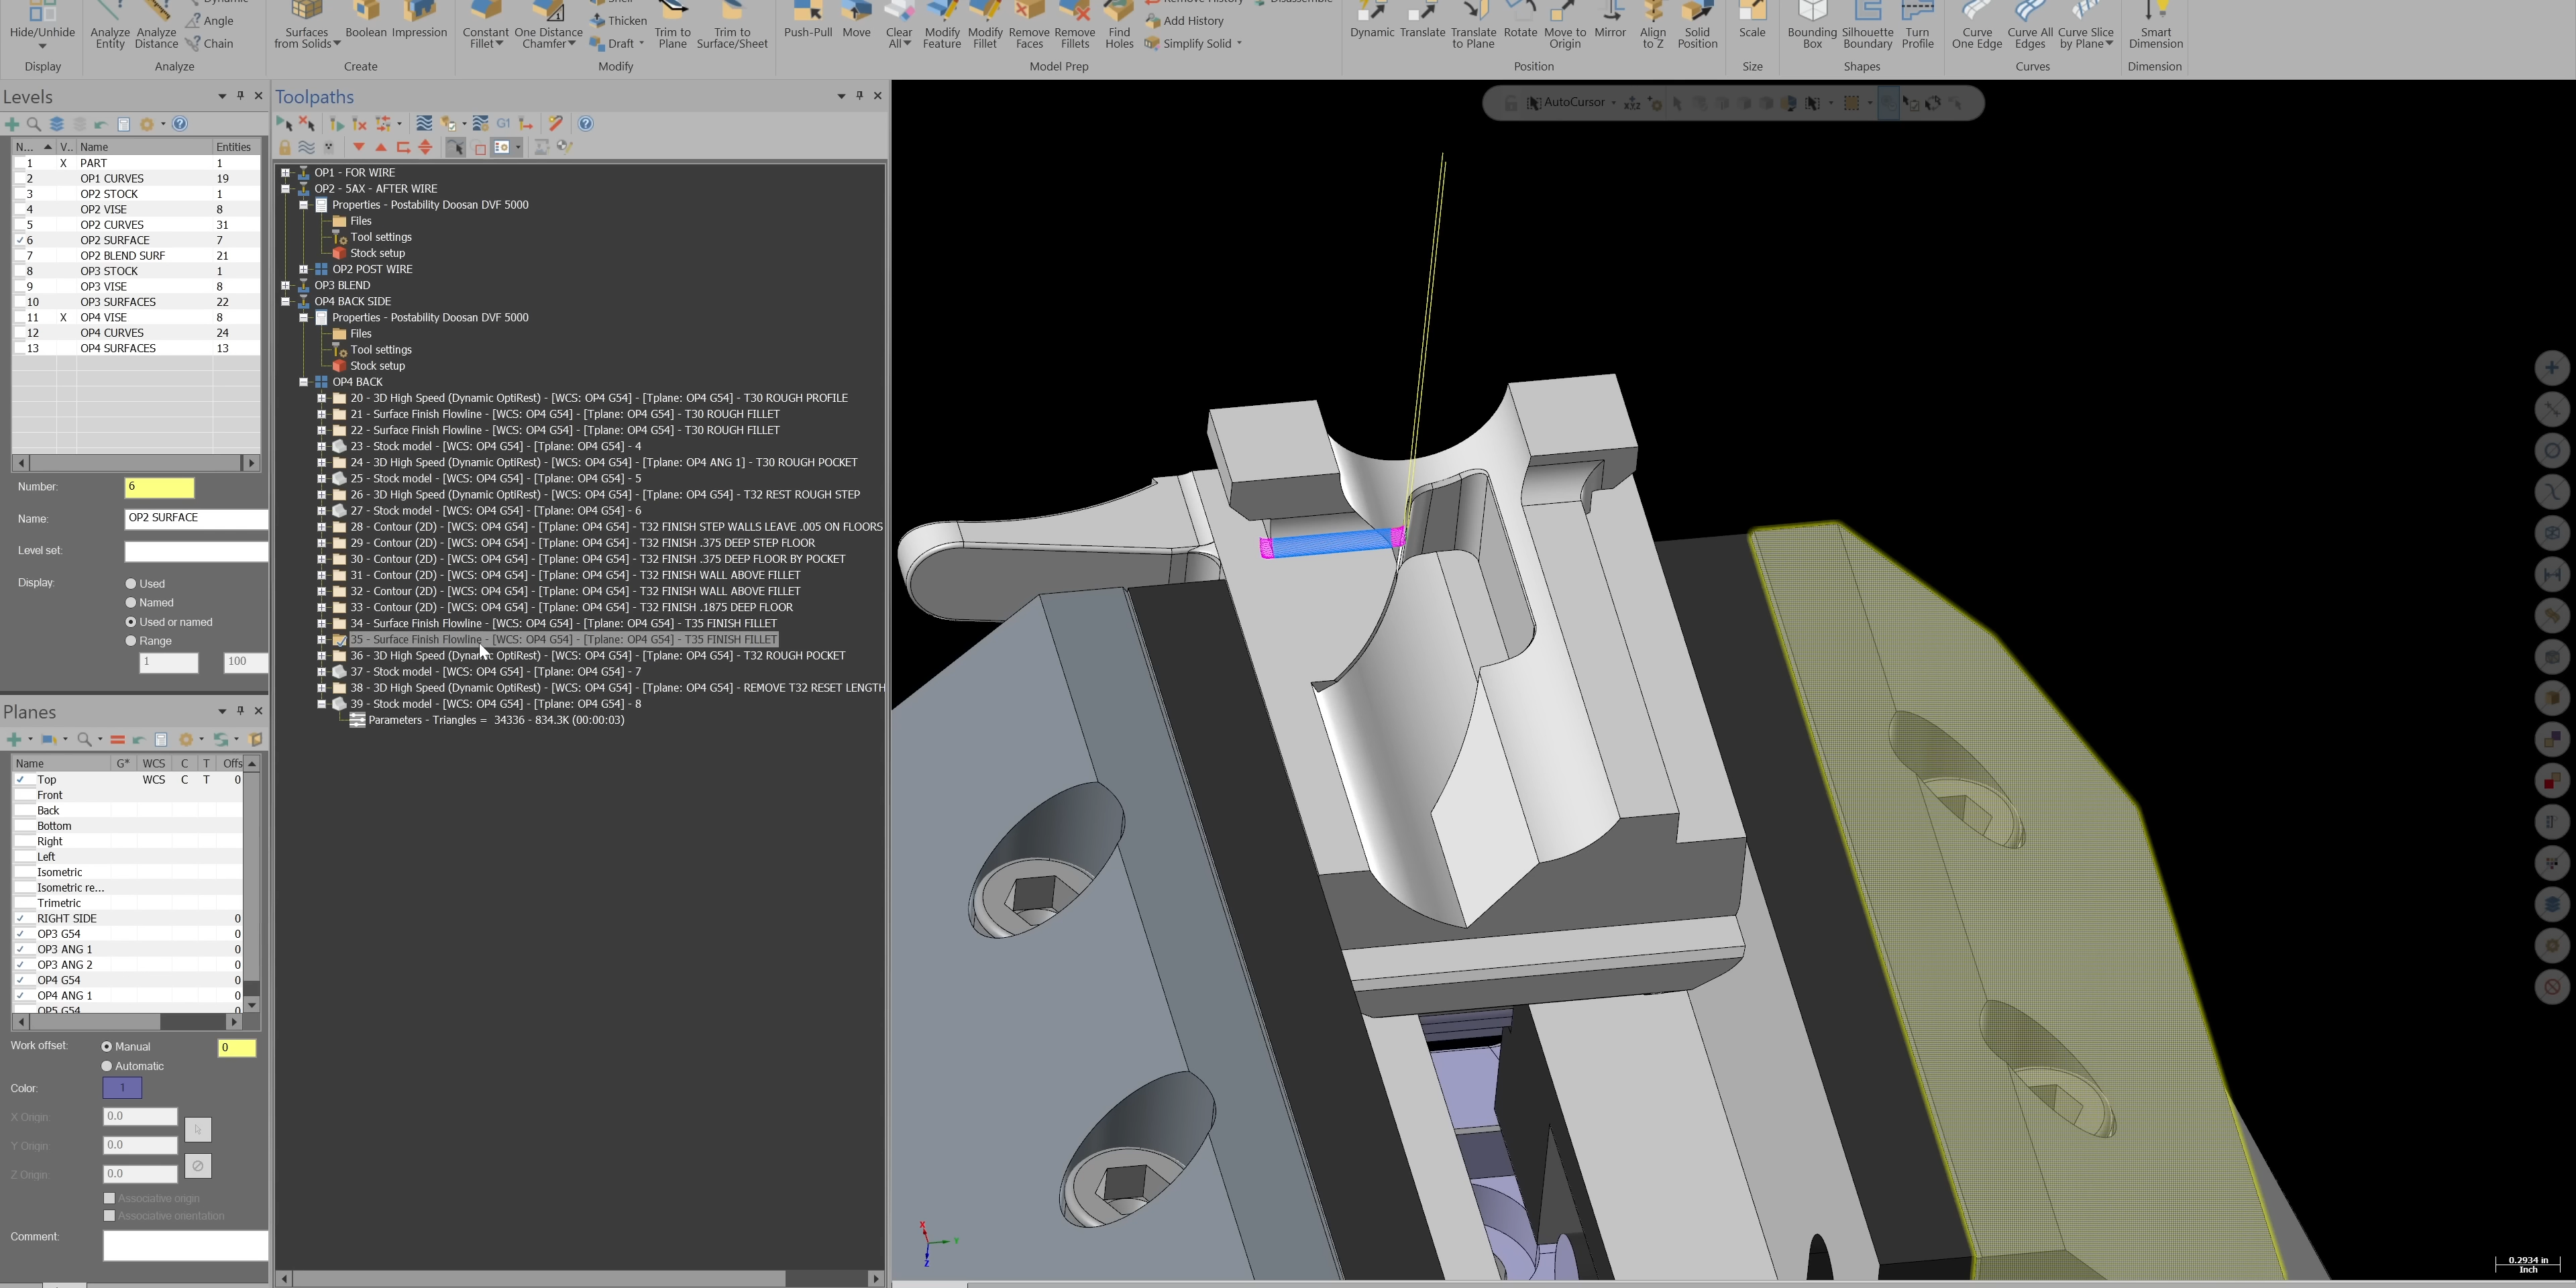 Dynamic
Shell
Remove History
Disassemble
Angle
Thicken
Add History
Hide/Unhide
Analyze Entity
Analyze Distance
Chain
Surfaces from Solids
Boolean
Impression
Constant Fillet
One Distance Chamfer
Draft
Trim to Plane
Trim to Surface/Sheet
Push-Pull
Move
Clear All
Modify Feature
Modify Fillet
Remove Faces
Remove Fillets
Find Holes
Simplify Solid
Dynamic
Translate
Translate to Plane
Rotate
Move to Origin
Mirror
Align to Z
Solid Position
Scale
Bounding Box
Silhouette Boundary
Turn Profile
Curve One Edge
Curve All Edges
Curve Slice by Plane
Smart Dimension
Display
Analyze
Create
Modify
Model Prep
Position
Size
Shapes
Curves
Dimension
Levels
N... V.. Name Entities
1 X PART 1
2 OP1 CURVES 19
3 OP2 STOCK 1
4 OP2 VISE 8
5 OP2 CURVES 31
6 OP2 SURFACE 7
7 OP2 BLEND SURF 21
8 OP3 STOCK 1
9 OP3 VISE 8
10 OP3 SURFACES 22
11 X OP4 VISE 8
12 OP4 CURVES 24
13 OP4 SURFACES 13
Number: 6
Name: OP2 SURFACE
Level set:
Display: Used
Named
Used or named
Range
1 100
Planes
Name G* WCS C T Offs
Top WCS C T 0
Front
Back
Bottom
Right
Left
Isometric
Isometric re...
Trimetric
RIGHT SIDE 0
OP3 G54 0
OP3 ANG 1 0
OP3 ANG 2 0
OP4 G54 0
OP4 ANG 1 0
OP5 G54 0
Work offset: Manual 0
Automatic
Color: 1
X Origin 0.0
Y Origin 0.0
Z Origin 0.0
Associative origin
Associative orientation
Comment:
Toolpaths
G1
OP1 - FOR WIRE
OP2 - 5AX - AFTER WIRE
Properties - Postability Doosan DVF 5000
Files
Tool settings
Stock setup
OP2 POST WIRE
OP3 BLEND
OP4 BACK SIDE
Properties - Postability Doosan DVF 5000
Files
Tool settings
Stock setup
OP4 BACK
20 - 3D High Speed (Dynamic OptiRest) - [WCS: OP4 G54] - [Tplane: OP4 G54] - T30 ROUGH PROFILE
21 - Surface Finish Flowline - [WCS: OP4 G54] - [Tplane: OP4 G54] - T30 ROUGH FILLET
22 - Surface Finish Flowline - [WCS: OP4 G54] - [Tplane: OP4 G54] - T30 ROUGH FILLET
23 - Stock model - [WCS: OP4 G54] - [Tplane: OP4 G54] - 4
24 - 3D High Speed (Dynamic OptiRest) - [WCS: OP4 G54] - [Tplane: OP4 ANG 1] - T30 ROUGH POCKET
25 - Stock model - [WCS: OP4 G54] - [Tplane: OP4 G54] - 5
26 - 3D High Speed (Dynamic OptiRest) - [WCS: OP4 G54] - [Tplane: OP4 G54] - T32 REST ROUGH STEP
27 - Stock model - [WCS: OP4 G54] - [Tplane: OP4 G54] - 6
28 - Contour (2D) - [WCS: OP4 G54] - [Tplane: OP4 G54] - T32 FINISH STEP WALLS LEAVE .005 ON FLOORS
29 - Contour (2D) - [WCS: OP4 G54] - [Tplane: OP4 G54] - T32 FINISH .375 DEEP STEP FLOOR
30 - Contour (2D) - [WCS: OP4 G54] - [Tplane: OP4 G54] - T32 FINISH .375 DEEP FLOOR BY POCKET
31 - Contour (2D) - [WCS: OP4 G54] - [Tplane: OP4 G54] - T32 FINISH WALL ABOVE FILLET
32 - Contour (2D) - [WCS: OP4 G54] - [Tplane: OP4 G54] - T32 FINISH WALL ABOVE FILLET
33 - Contour (2D) - [WCS: OP4 G54] - [Tplane: OP4 G54] - T32 FINISH .1875 DEEP FLOOR
34 - Surface Finish Flowline - [WCS: OP4 G54] - [Tplane: OP4 G54] - T35 FINISH FILLET
35 - Surface Finish Flowline - [WCS: OP4 G54] - [Tplane: OP4 G54] - T35 FINISH FILLET
36 - 3D High Speed (Dynamic OptiRest) - [WCS: OP4 G54] - [Tplane: OP4 G54] - T32 ROUGH POCKET
37 - Stock model - [WCS: OP4 G54] - [Tplane: OP4 G54] - 7
38 - 3D High Speed (Dynamic OptiRest) - [WCS: OP4 G54] - [Tplane: OP4 G54] - REMOVE T32 RESET LENGTH
39 - Stock model - [WCS: OP4 G54] - [Tplane: OP4 G54] - 8
Parameters - Triangles = 34336 - 834.3K (00:00:03)
AutoCursor
XYZ
X
Y
Z
0.2934 in
Inch